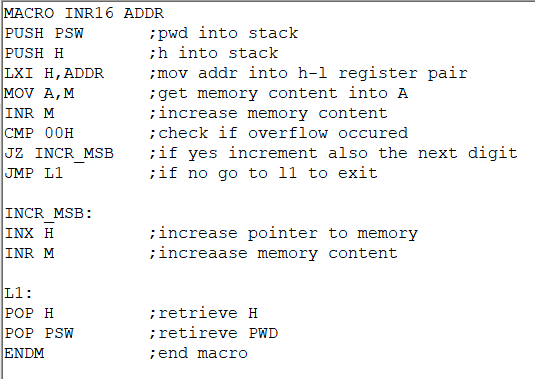 MACRO INR16 ADDR
PUSH PSW ;pwd into stack
PUSH H ;h into stack
LXI H,ADDR ;mov addr into h-l register pair
MOV A,M ;get memory content into A
INR M ;increase memory content
CMP 00H ;check if overflow occured
JZ INCR_MSB ;if yes increment also the next digit
JMP L1 ;if no go to l1 to exit
INCR_MSB:
INX H ;increase pointer to memory
INR M ;increaase memory content
L1:
POP H ;retrieve H
POP PSW ;retireve PWD
ENDM ;end macro